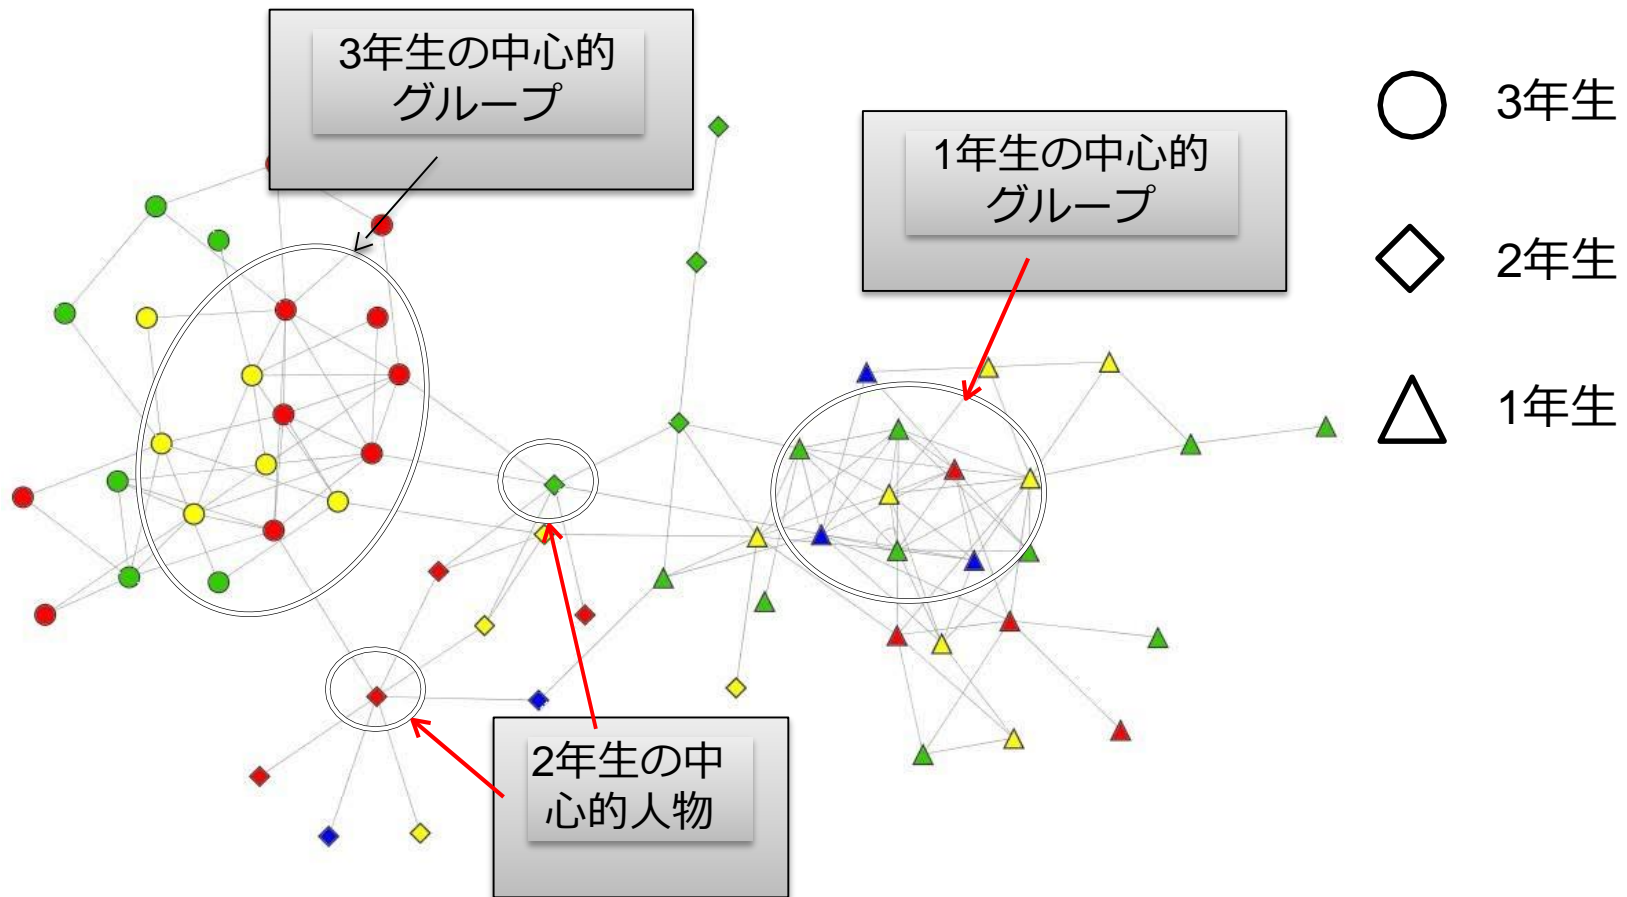 3年生の中心的
グループ
1年生の中心的
グループ
3年生
2年生
1年生
2年生の中
心的人物